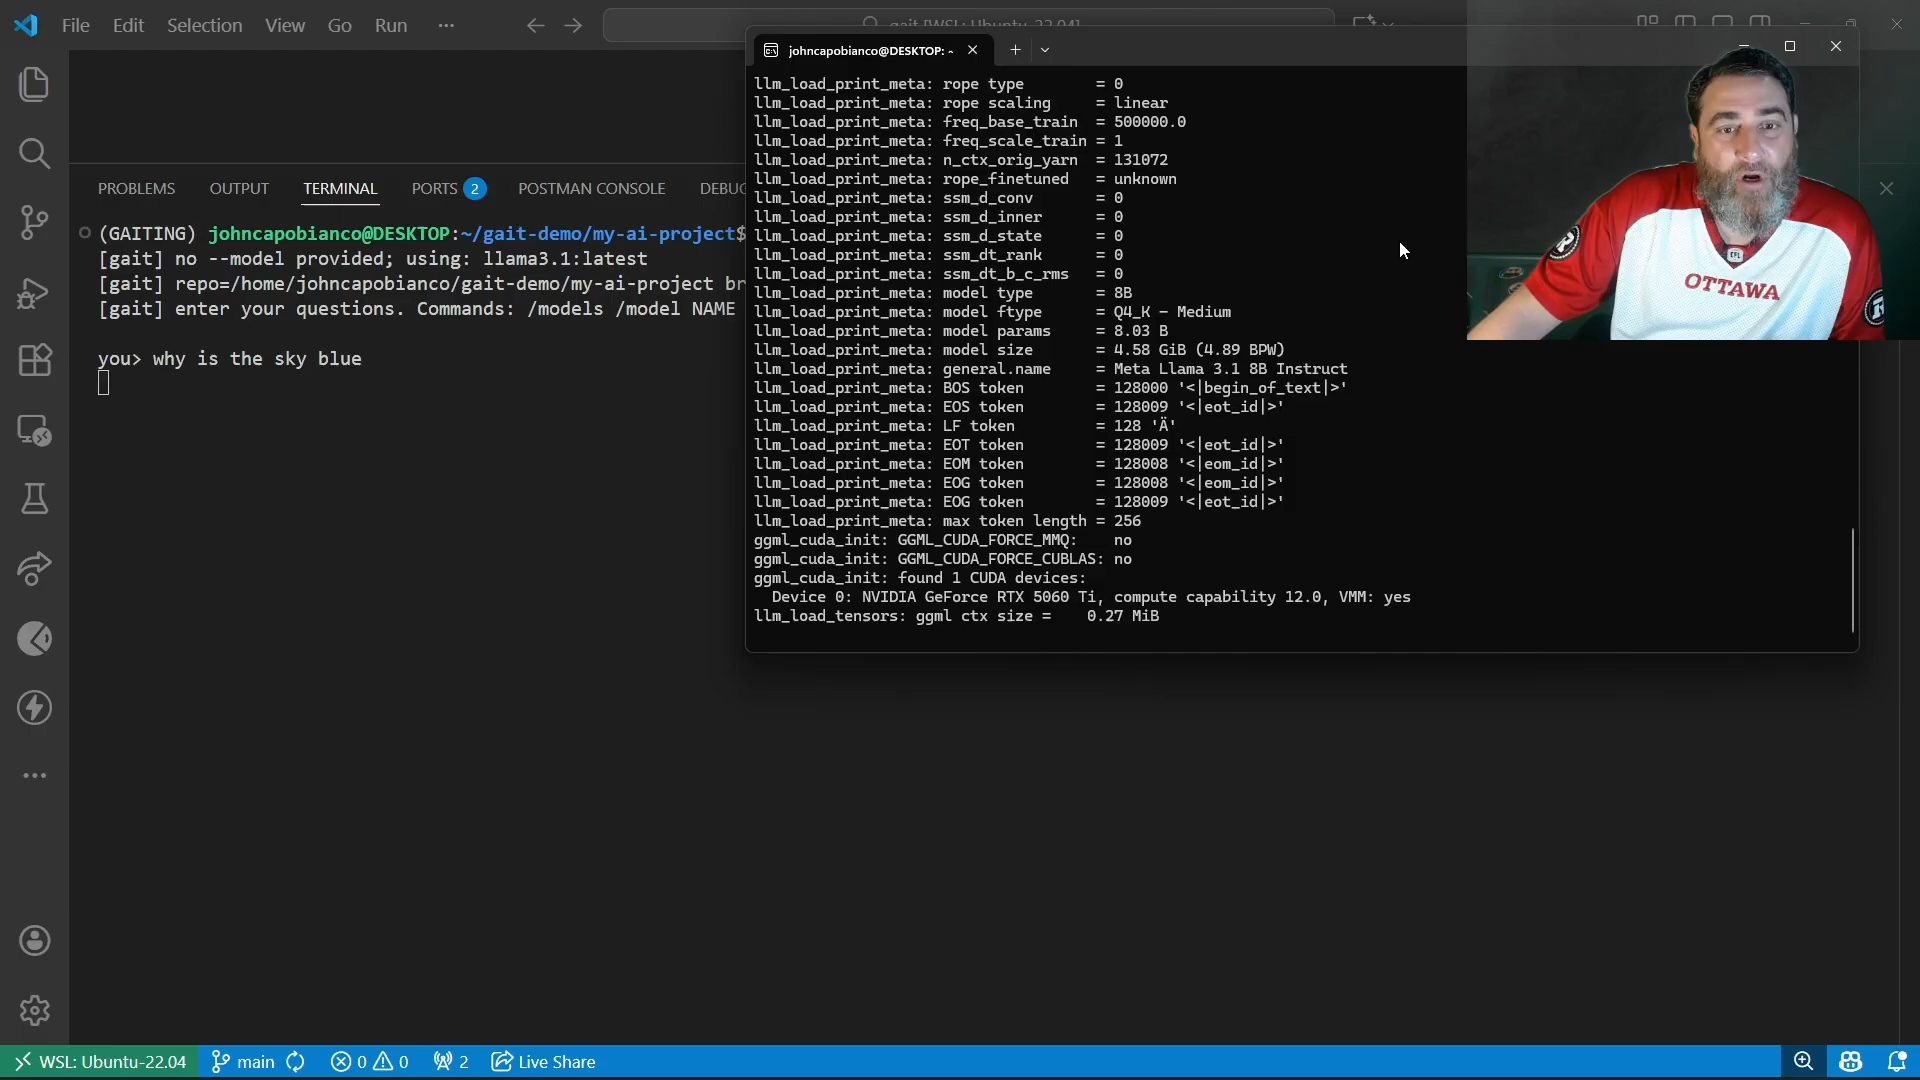 File Edit Selection View Go Run ···
gait [WSL: Ubuntu-22.04]
PROBLEMS OUTPUT TERMINAL PORTS 2 POSTMAN CONSOLE DEBUG
(GAITING) johncapobianco@DESKTOP:~/gait-demo/my-ai-project$
[gait] no --model provided; using: llama3.1:latest
[gait] repo=/home/johncapobianco/gait-demo/my-ai-project br
[gait] enter your questions. Commands: /models /model NAME
you> why is the sky blue
johncapobianco@DESKTOP: ~
llm_load_print_meta: rope type = 0
llm_load_print_meta: rope scaling = linear
llm_load_print_meta: freq_base_train = 500000.0
llm_load_print_meta: freq_scale_train = 1
llm_load_print_meta: n_ctx_orig_yarn = 131072
llm_load_print_meta: rope_finetuned = unknown
llm_load_print_meta: ssm_d_conv = 0
llm_load_print_meta: ssm_d_inner = 0
llm_load_print_meta: ssm_d_state = 0
llm_load_print_meta: ssm_dt_rank = 0
llm_load_print_meta: ssm_dt_b_c_rms = 0
llm_load_print_meta: model type = 8B
llm_load_print_meta: model ftype = Q4_K - Medium
llm_load_print_meta: model params = 8.03 B
llm_load_print_meta: model size = 4.58 GiB (4.89 BPW)
llm_load_print_meta: general.name = Meta Llama 3.1 8B Instruct
llm_load_print_meta: BOS token = 128000 '<|begin_of_text|>'
llm_load_print_meta: EOS token = 128009 '<|eot_id|>'
llm_load_print_meta: LF token = 128 'Ä'
llm_load_print_meta: EOT token = 128009 '<|eot_id|>'
llm_load_print_meta: EOM token = 128008 '<|eom_id|>'
llm_load_print_meta: EOG token = 128008 '<|eom_id|>'
llm_load_print_meta: EOG token = 128009 '<|eot_id|>'
llm_load_print_meta: max token length = 256
ggml_cuda_init: GGML_CUDA_FORCE_MMQ: no
ggml_cuda_init: GGML_CUDA_FORCE_CUBLAS: no
ggml_cuda_init: found 1 CUDA devices:
Device 0: NVIDIA GeForce RTX 5060 Ti, compute capability 12.0, VMM: yes
llm_load_tensors: ggml ctx size = 0.27 MiB
CFL
OTTAWA
WSL: Ubuntu-22.04 main 0 0 2 Live Share